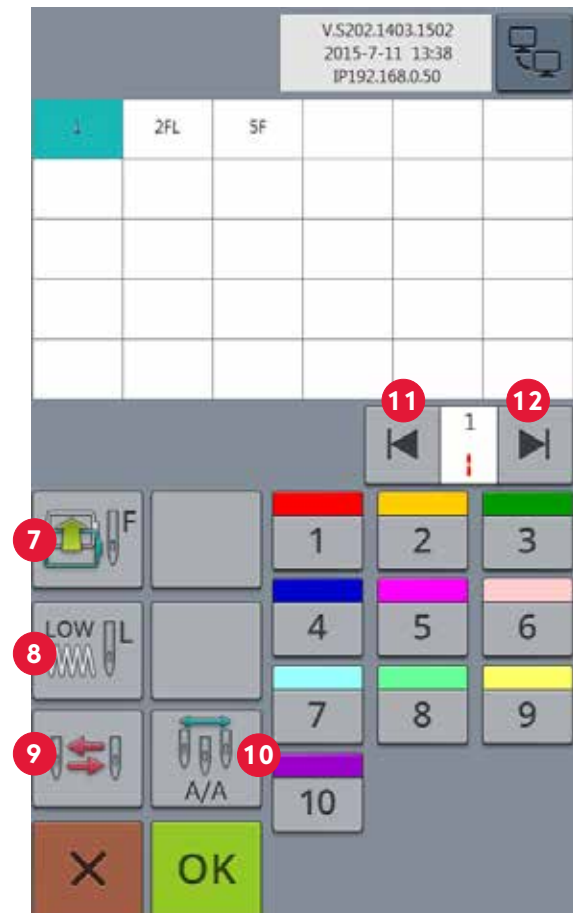 V.S202.1403.1502
2015-7-11 13:38
IP192.168.0.50
1 2FL 5F
11 12
1
7 F
1 2 3
8 LOW L
4 5 6
7 8 9
9 10
A/A
10
OK